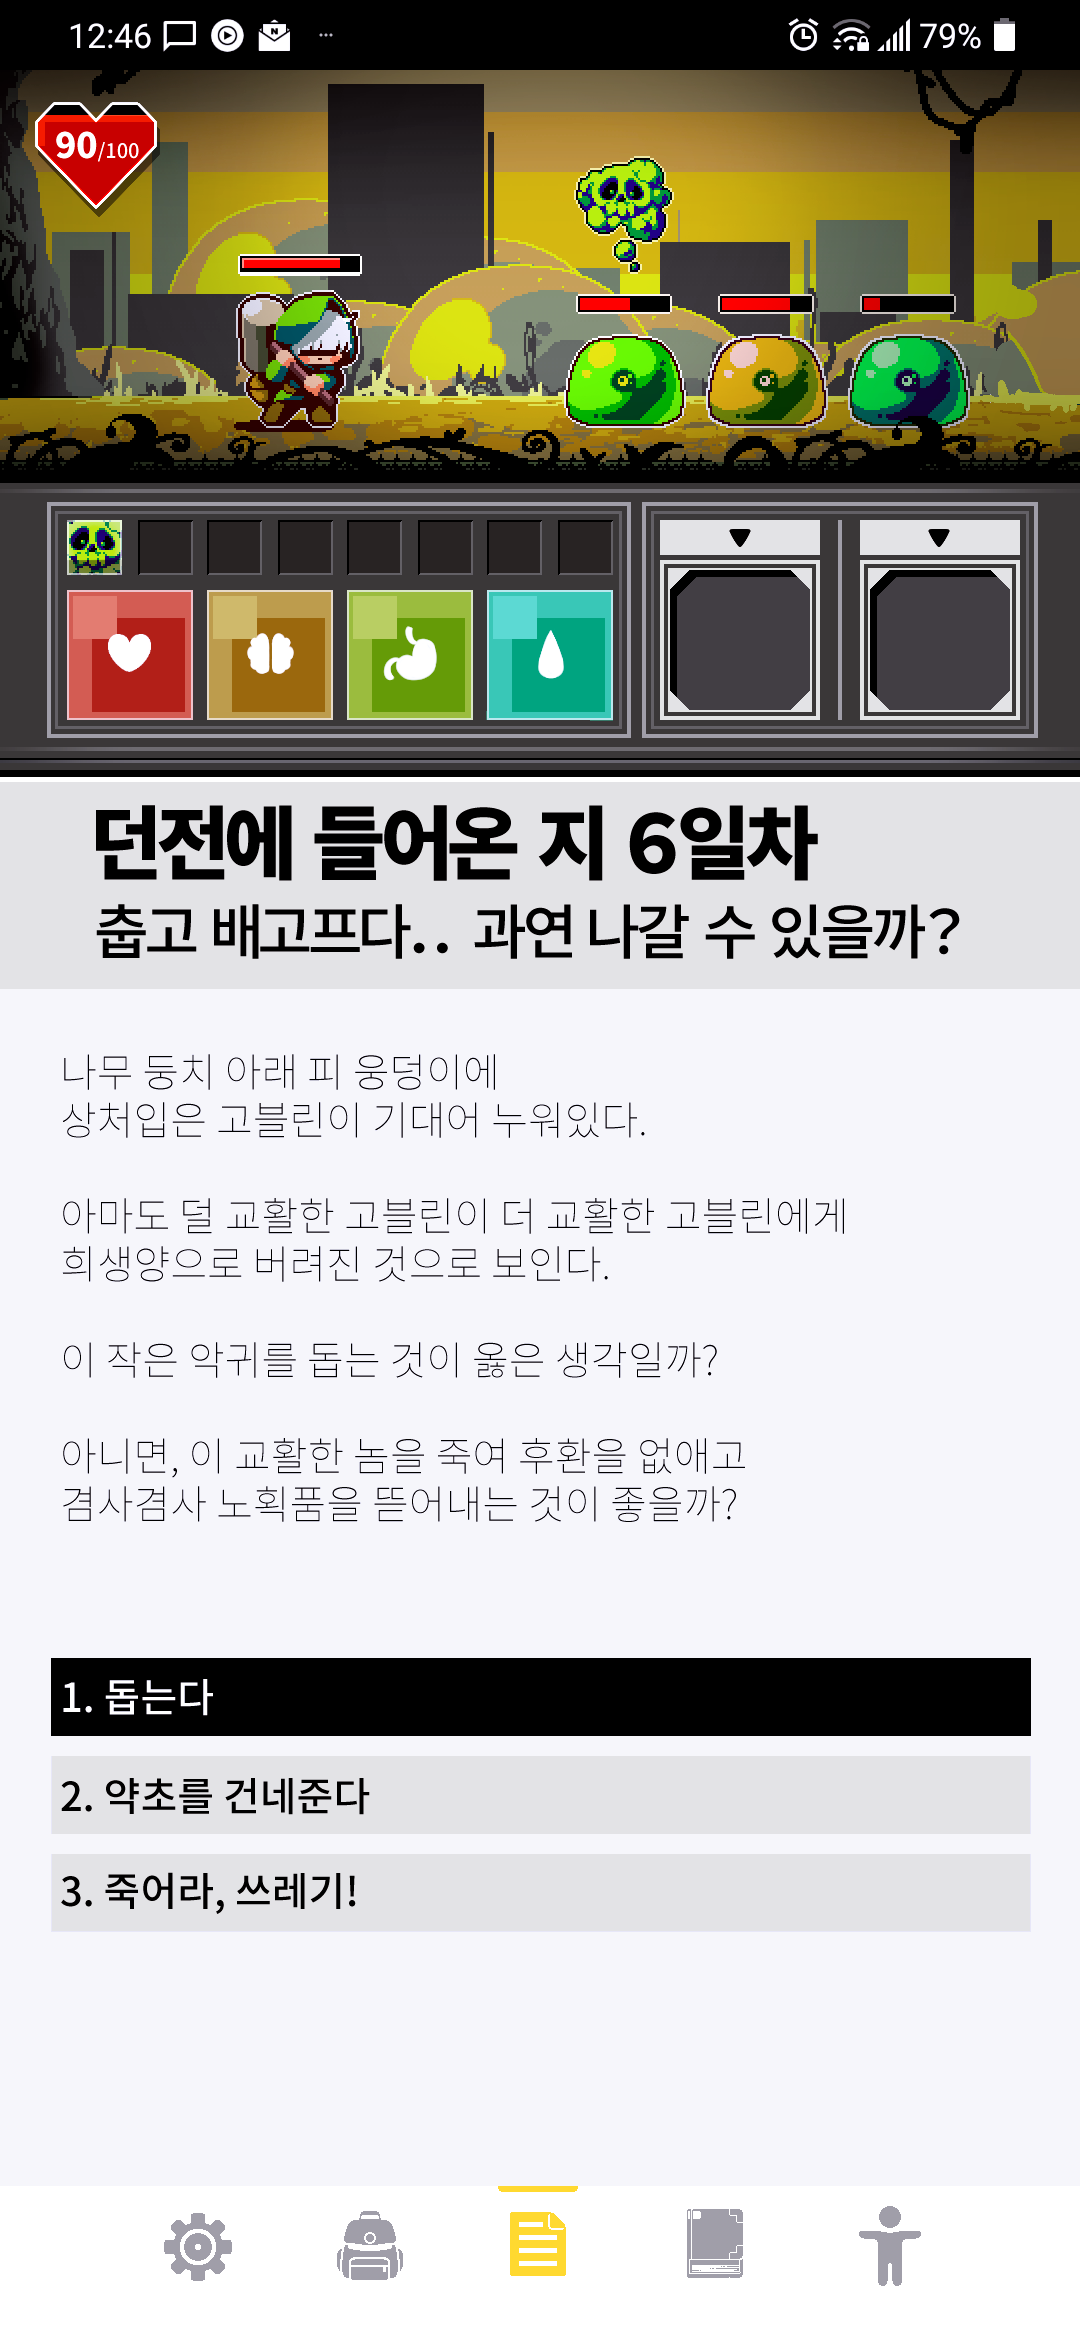 12:46
79%
90/100
던전에 들어온 지 6일차
춥고 배고프다.. 과연 나갈 수 있을까?
나무 둥치 아래 피 웅덩이에
상처입은 고블린이 기대어 누워있다.
아마도 덜 교활한 고블린이 더 교활한 고블린에게
희생양으로 버려진 것으로 보인다.
이 작은 악귀를 돕는 것이 옳은 생각일까?
아니면, 이 교활한 놈을 죽여 후환을 없애고
겸사겸사 노획품을 뜯어내는 것이 좋을까?
1. 돕는다
2. 약초를 건네준다
3. 죽어라, 쓰레기!